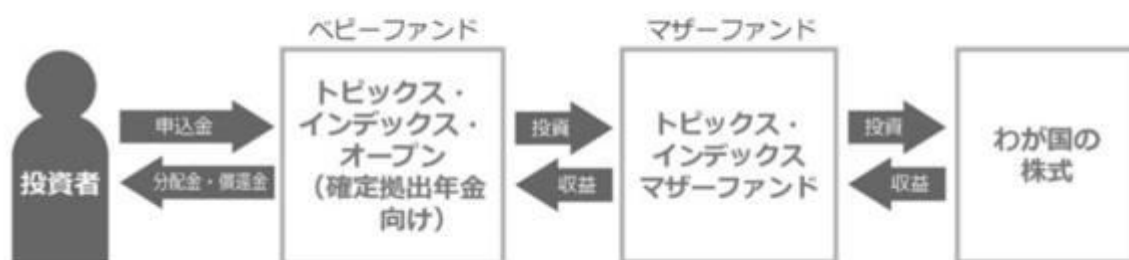 ベビーファンド
マザーファンド
投資者
申込金
分配金・償還金
トピックス・
インデックス・
オープン
(確定拠出年金
向け)
投資
収益
トピックス・
インデックス
マザーファンド
投資
収益
わが国の
株式